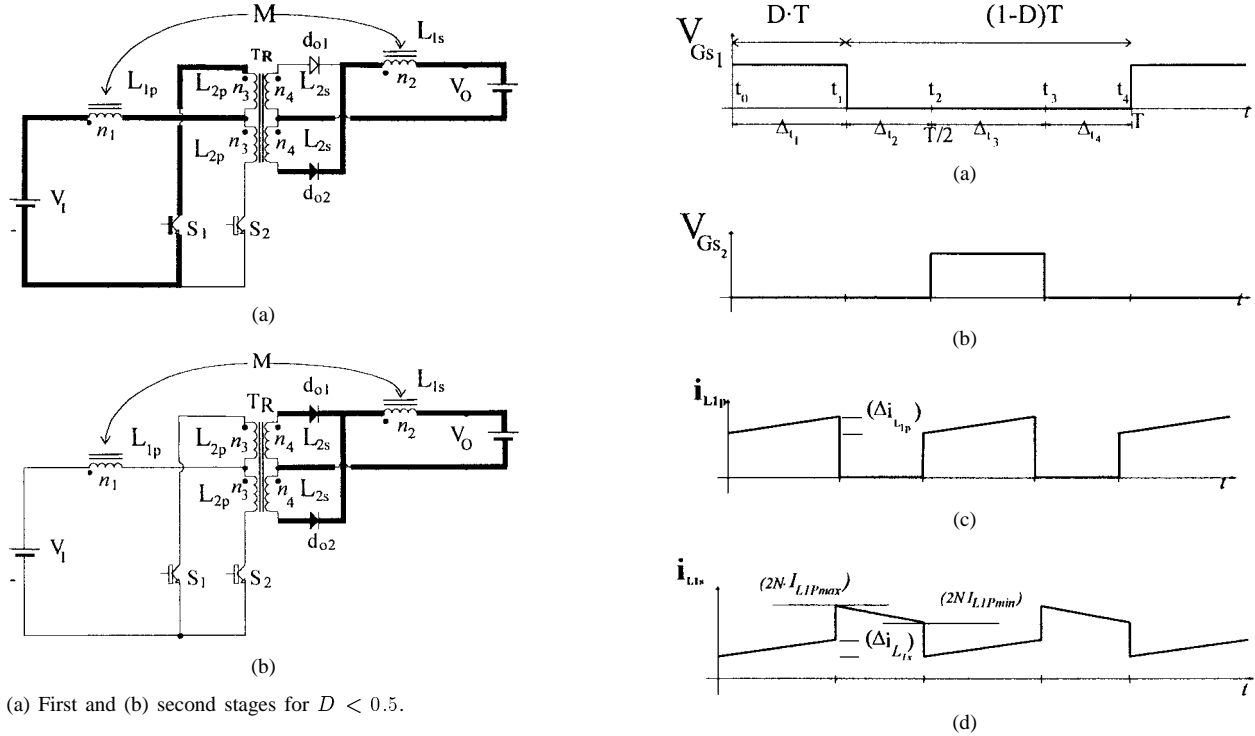 M
L1s
TR
do1
L1p
L2p
n3
n4
L2s
n2
VO
n1
n3
n4
L2p
L2s
do2
VI
-
S1
S2
(a)
M
L1s
do1
TR
n2
L1p
L2p
n3
n4
L2s
VO
n1
n3
n4
L2p
L2s
do2
VI
-
S1
S2
(b)
(a) First and (b) second stages for D < 0.5.
D·T
(1-D)T
VGS1
t0
t1
t2
t3
t4
t
Δt1
Δt2
T/2
Δt3
Δt4
T
(a)
VGS2
t
(b)
iL1p
(ΔiL1p)
t
(c)
iL1s
(2N·IL1Pmax)
(2N IL1Pmin)
(ΔiL1s)
t
(d)